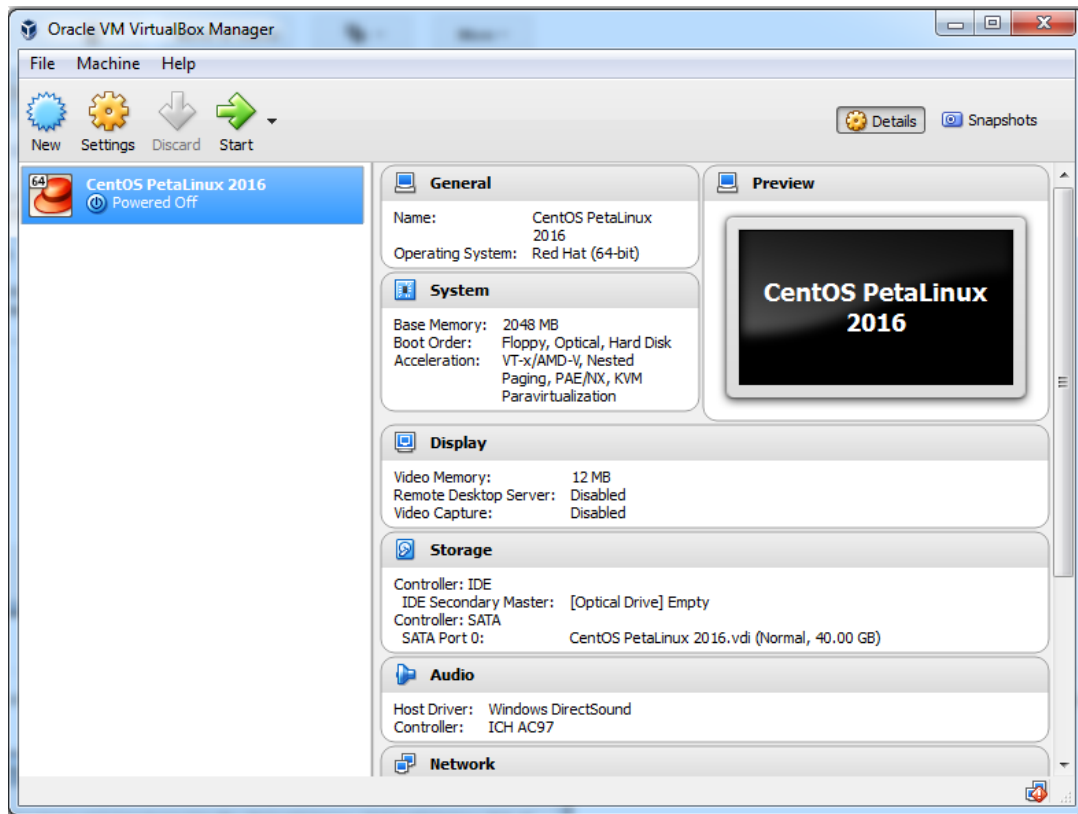 Oracle VM VirtualBox Manager
File Machine Help
New Settings Discard Start
Details Snapshots
64
CentOS PetaLinux 2016
Powered Off
General
Name: CentOS PetaLinux
2016
Operating System: Red Hat (64-bit)
Preview
CentOS PetaLinux
2016
System
Base Memory: 2048 MB
Boot Order: Floppy, Optical, Hard Disk
Acceleration: VT-x/AMD-V, Nested
Paging, PAE/NX, KVM
Paravirtualization
Display
Video Memory: 12 MB
Remote Desktop Server: Disabled
Video Capture: Disabled
Storage
Controller: IDE
IDE Secondary Master: [Optical Drive] Empty
Controller: SATA
SATA Port 0: CentOS PetaLinux 2016.vdi (Normal, 40.00 GB)
Audio
Host Driver: Windows DirectSound
Controller: ICH AC97
Network